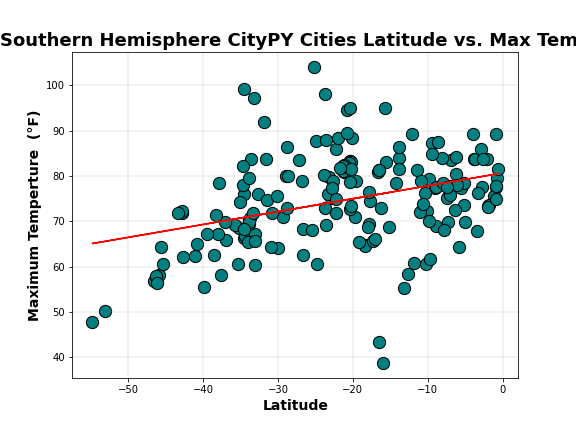 Southern Hemisphere CityPY Cities Latitude vs. Max Tem
100
90
80
70
60
50
40
Maximum Temperture (°F)
−50 −40 −30 −20 −10 0
Latitude